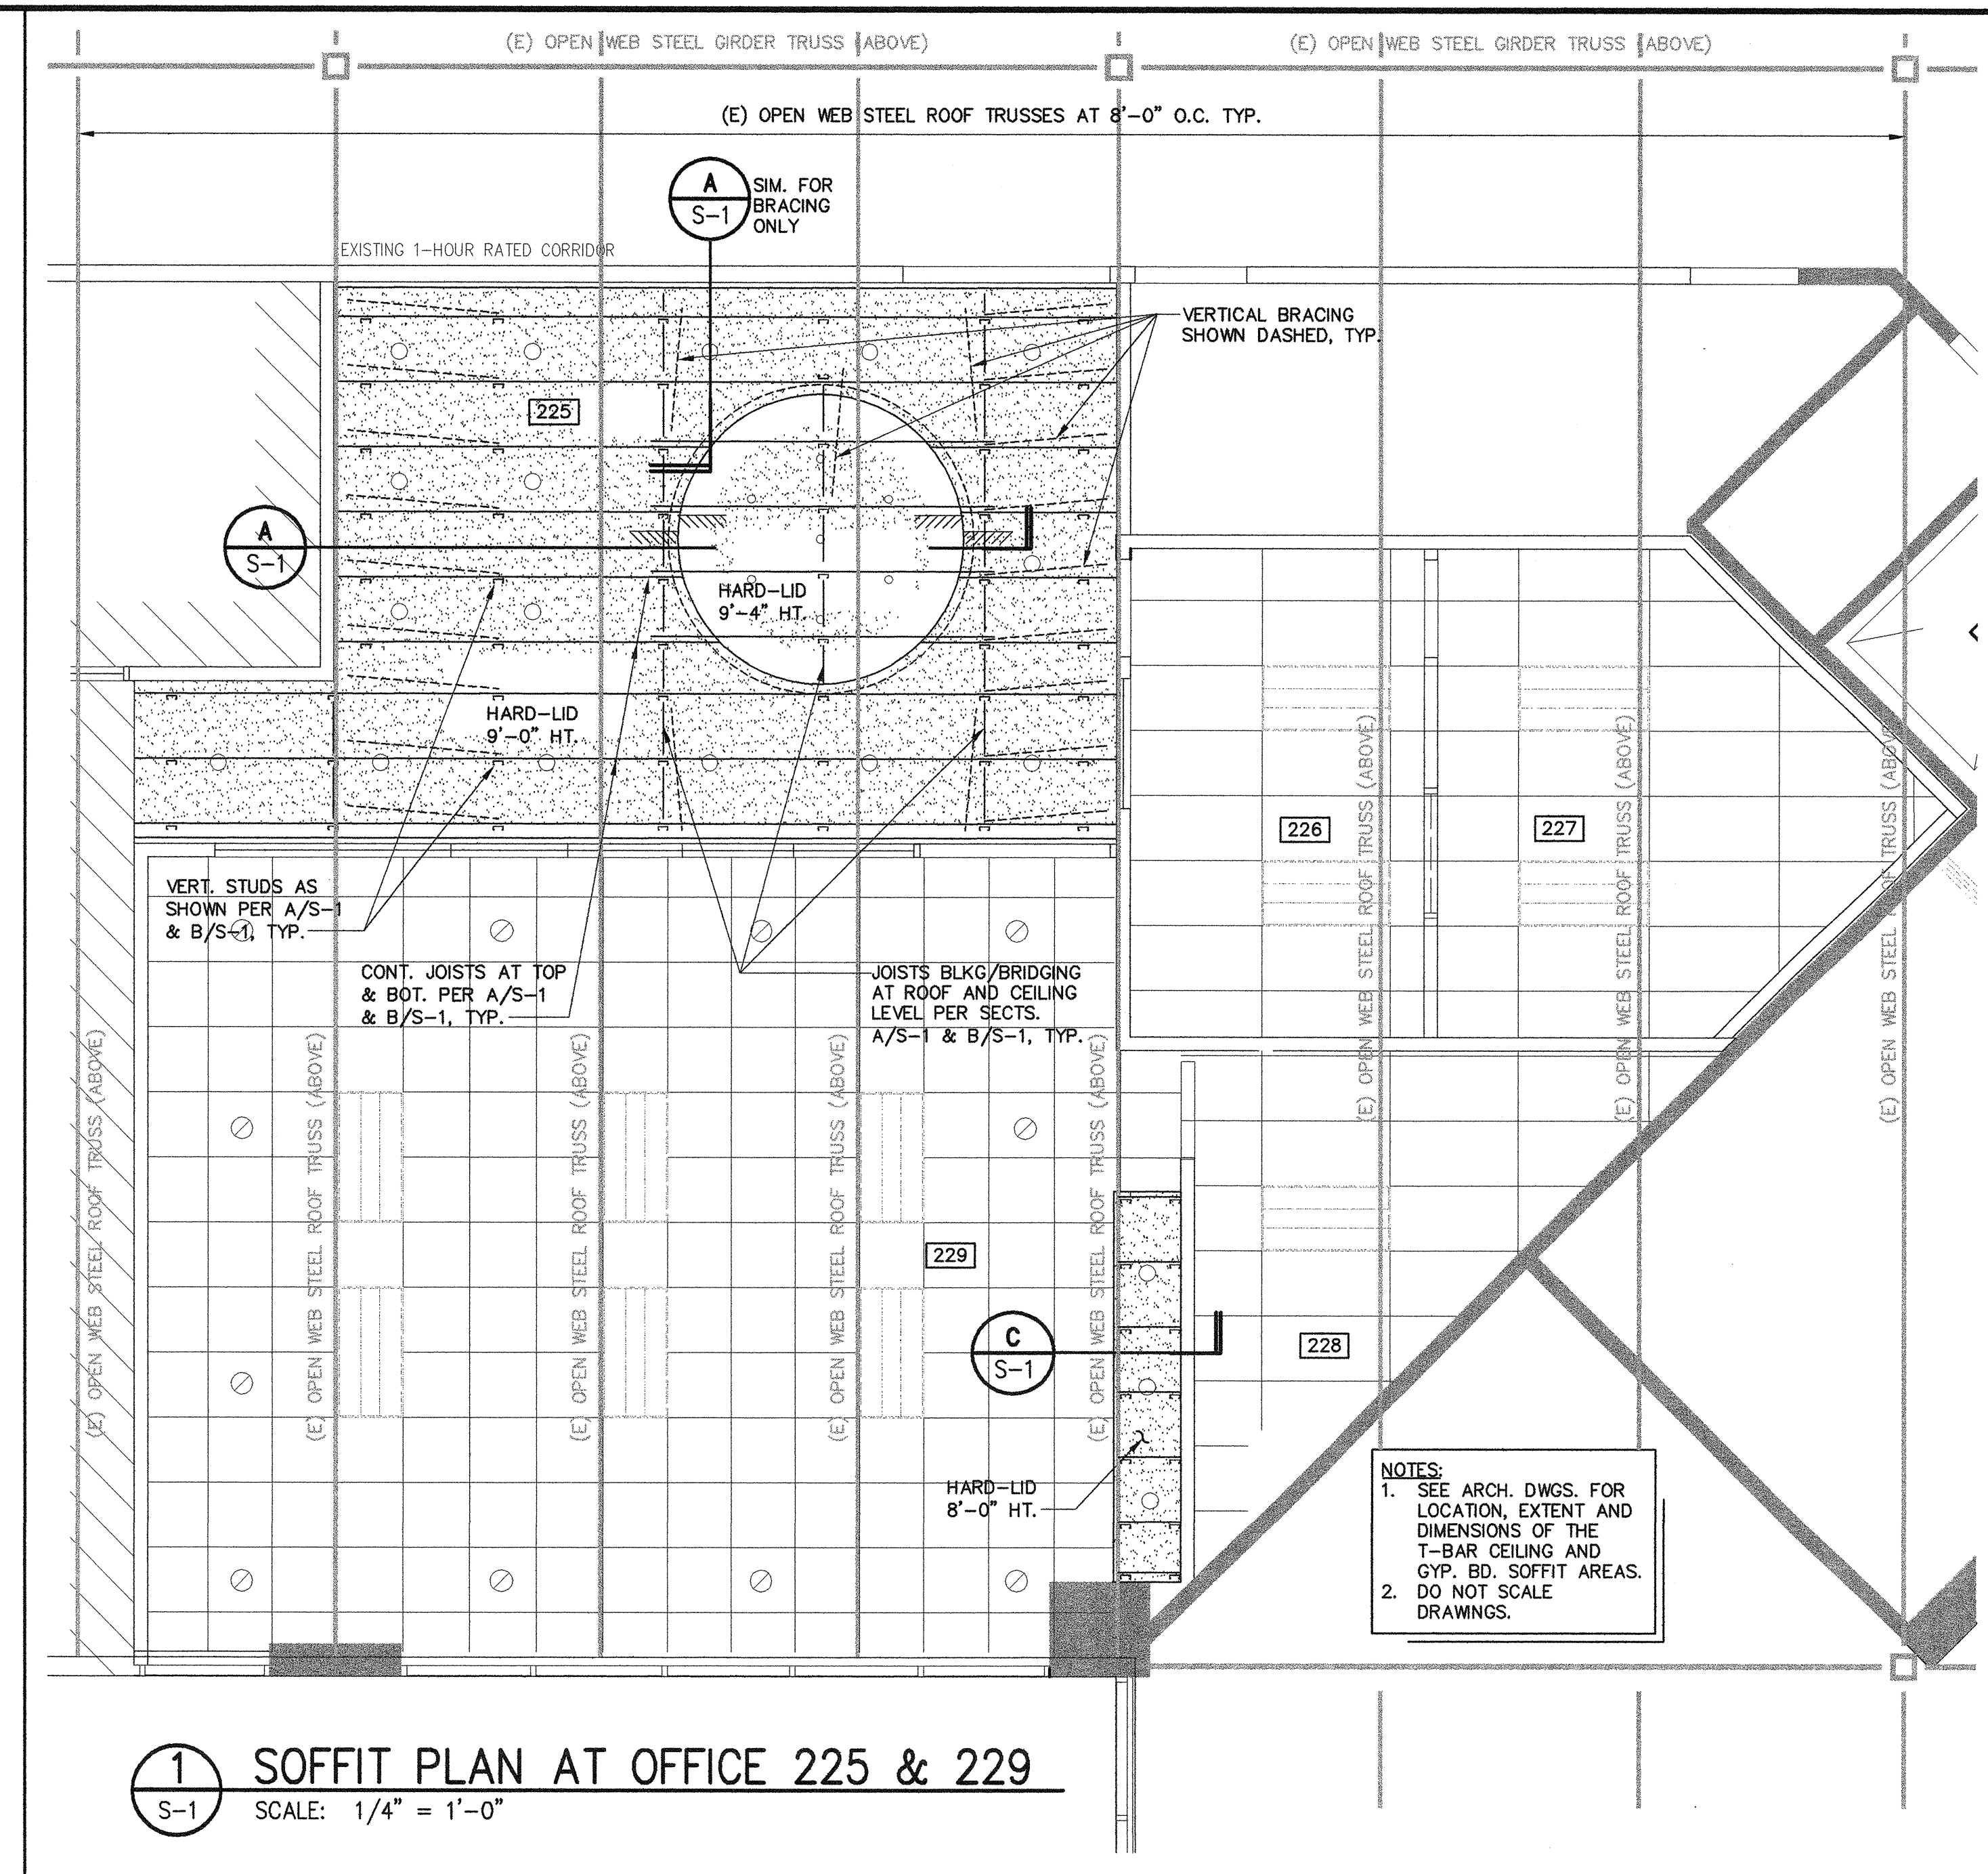 (E) OPEN WEB STEEL GIRDER TRUSS (ABOVE)
(E) OPEN WEB STEEL GIRDER TRUSS (ABOVE)
(E) OPEN WEB STEEL ROOF TRUSSES AT 8'-0" O.C. TYP.
A
S-1
SIM. FOR
BRACING
ONLY
EXISTING 1-HOUR RATED CORRIDOR
VERTICAL BRACING
SHOWN DASHED, TYP.
225
A
S-1
HARD-LID
9'-4" HT.
HARD-LID
9'-0" HT.
226
227
VERT. STUDS AS
SHOWN PER A/S-1
& B/S-1, TYP.
CONT. JOISTS AT TOP
& BOT. PER A/S-1
& B/S-1, TYP.
JOISTS BLKG/BRIDGING
AT ROOF AND CEILING
LEVEL PER SECTS.
A/S-1 & B/S-1, TYP.
(E) OPEN WEB STEEL ROOF TRUSS (ABOVE)
(E) OPEN WEB STEEL ROOF TRUSS (ABOVE)
(E) OPEN WEB STEEL ROOF TRUSS (ABOVE)
(E) OPEN WEB STEEL ROOF TRUSS (ABOVE)
(E) OPEN WEB STEEL ROOF TRUSS (ABOVE)
(E) OPEN WEB STEEL ROOF TRUSS (ABOVE)
(E) OPEN WEB STEEL ROOF TRUSS (ABOVE)
(E) OPEN WEB STEEL ROOF TRUSS (ABOVE)
229
C
S-1
228
HARD-LID
8'-0" HT.
NOTES:
1. SEE ARCH. DWGS. FOR
LOCATION, EXTENT AND
DIMENSIONS OF THE
T-BAR CEILING AND
GYP. BD. SOFFIT AREAS.
2. DO NOT SCALE
DRAWINGS.
1
S-1
SOFFIT PLAN AT OFFICE 225 & 229
SCALE: 1/4" = 1'-0"